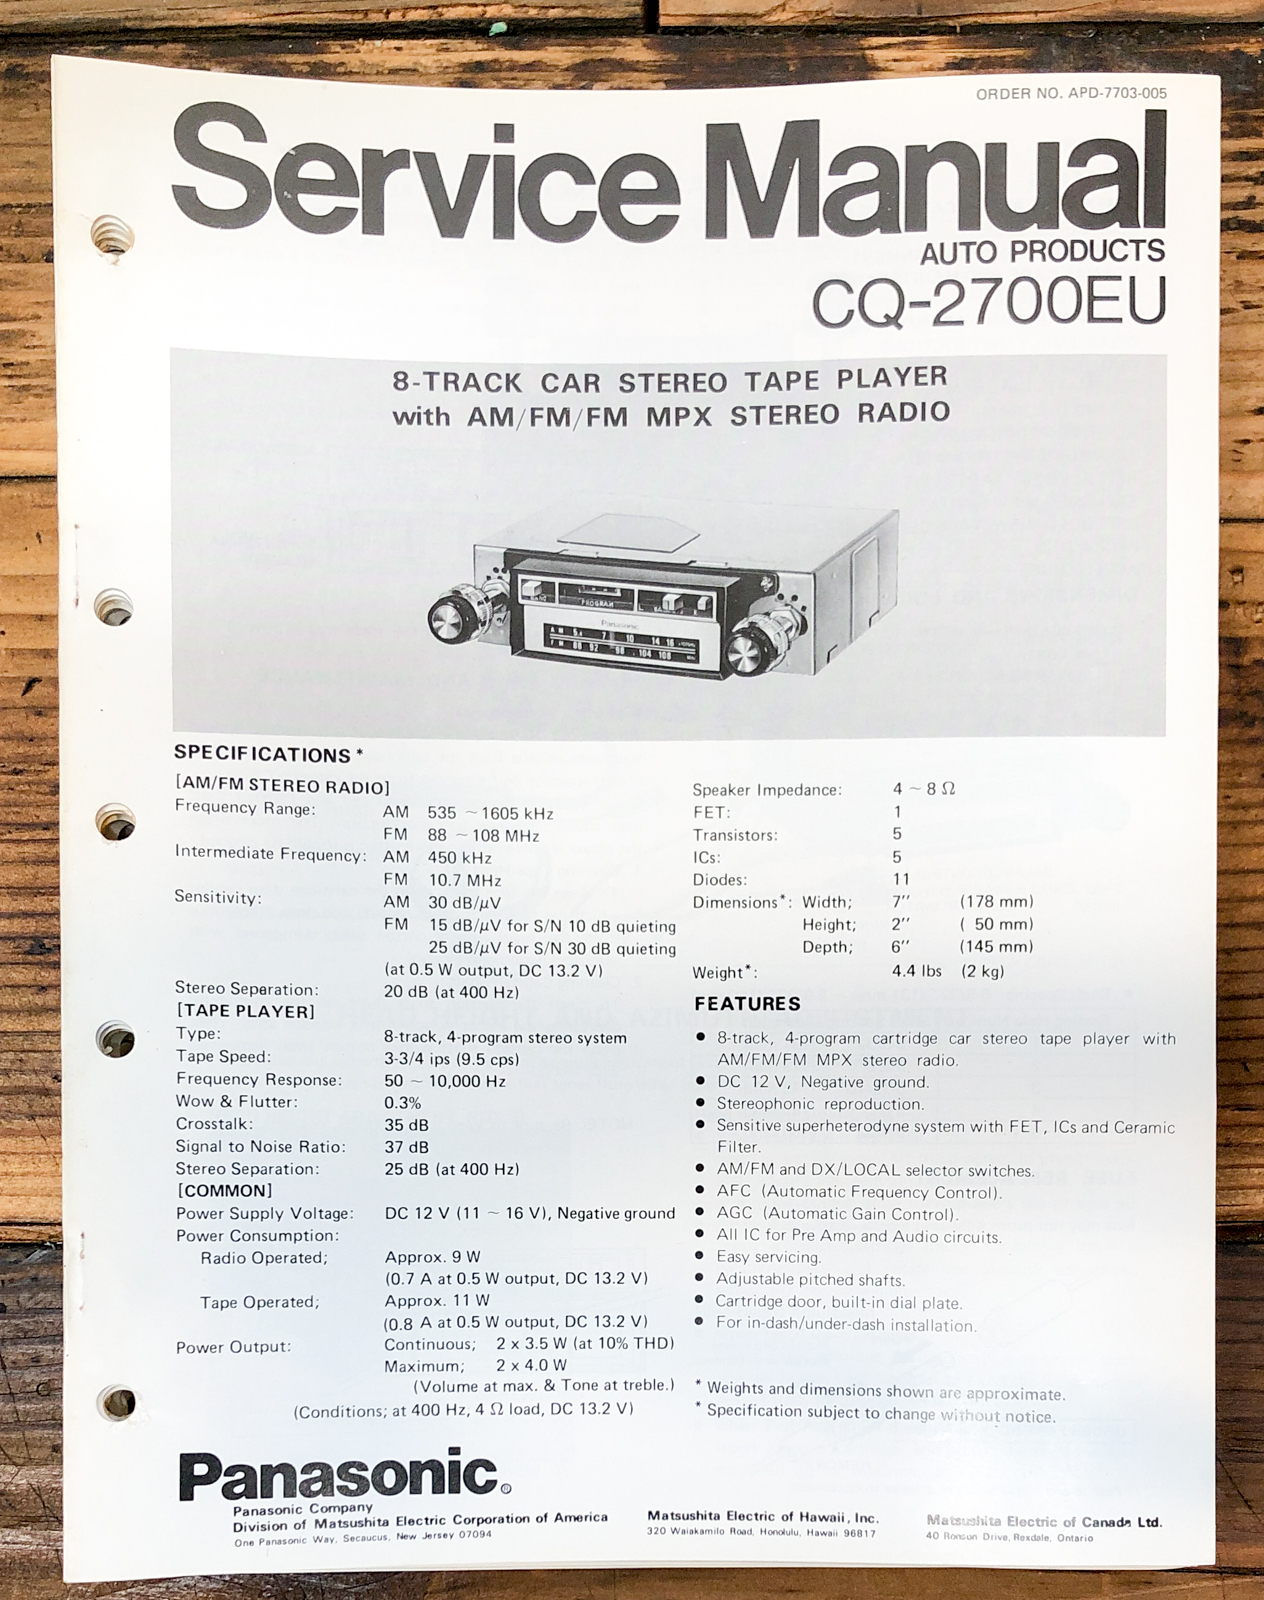 ORDER NO. APD-7703-005
Service Manual
AUTO PRODUCTS
CQ-2700EU
8-TRACK CAR STEREO TAPE PLAYER
with AM/FM/FM MPX STEREO RADIO
PROGRAM
Panasonic
AM 5.4 7 10 14 16
FM 88 92 98 104 108
SPECIFICATIONS*
[AM/FM STEREO RADIO]
Frequency Range: AM 535 ~ 1605 kHz
FM 88 ~ 108 MHz
Intermediate Frequency: AM 450 kHz
FM 10.7 MHz
Sensitivity: AM 30 dB/μV
FM 15 dB/μV for S/N 10 dB quieting
25 dB/μV for S/N 30 dB quieting
(at 0.5 W output, DC 13.2 V)
Stereo Separation: 20 dB (at 400 Hz)
[TAPE PLAYER]
Type: 8-track, 4-program stereo system
Tape Speed: 3-3/4 ips (9.5 cps)
Frequency Response: 50 ~ 10,000 Hz
Wow & Flutter: 0.3%
Crosstalk: 35 dB
Signal to Noise Ratio: 37 dB
Stereo Separation: 25 dB (at 400 Hz)
[COMMON]
Power Supply Voltage: DC 12 V (11 ~ 16 V), Negative ground
Power Consumption:
Radio Operated; Approx. 9 W
(0.7 A at 0.5 W output, DC 13.2 V)
Tape Operated; Approx. 11 W
(0.8 A at 0.5 W output, DC 13.2 V)
Power Output: Continuous; 2 x 3.5 W (at 10% THD)
Maximum; 2 x 4.0 W
(Volume at max. & Tone at treble.)
(Conditions; at 400 Hz, 4 Ω load, DC 13.2 V)
Speaker Impedance: 4 ~ 8 Ω
FET: 1
Transistors: 5
ICs: 5
Diodes: 11
Dimensions*: Width; 7" (178 mm)
Height; 2" ( 50 mm)
Depth; 6" (145 mm)
Weight*: 4.4 lbs (2 kg)
FEATURES
● 8-track, 4-program cartridge car stereo tape player with
AM/FM/FM MPX stereo radio.
● DC 12 V, Negative ground.
● Stereophonic reproduction.
● Sensitive superheterodyne system with FET, ICs and Ceramic
Filter.
● AM/FM and DX/LOCAL selector switches.
● AFC (Automatic Frequency Control).
● AGC (Automatic Gain Control).
● All IC for Pre Amp and Audio circuits.
● Easy servicing.
● Adjustable pitched shafts.
● Cartridge door, built-in dial plate.
● For in-dash/under-dash installation.
* Weights and dimensions shown are approximate.
* Specification subject to change without notice.
Panasonic®
Panasonic Company
Division of Matsushita Electric Corporation of America
One Panasonic Way, Secaucus, New Jersey 07094
Matsushita Electric of Hawaii, Inc.
320 Waiakamilo Road, Honolulu, Hawaii 96817
Matsushita Electric of Canada Ltd.
40 Ronson Drive, Rexdale, Ontario